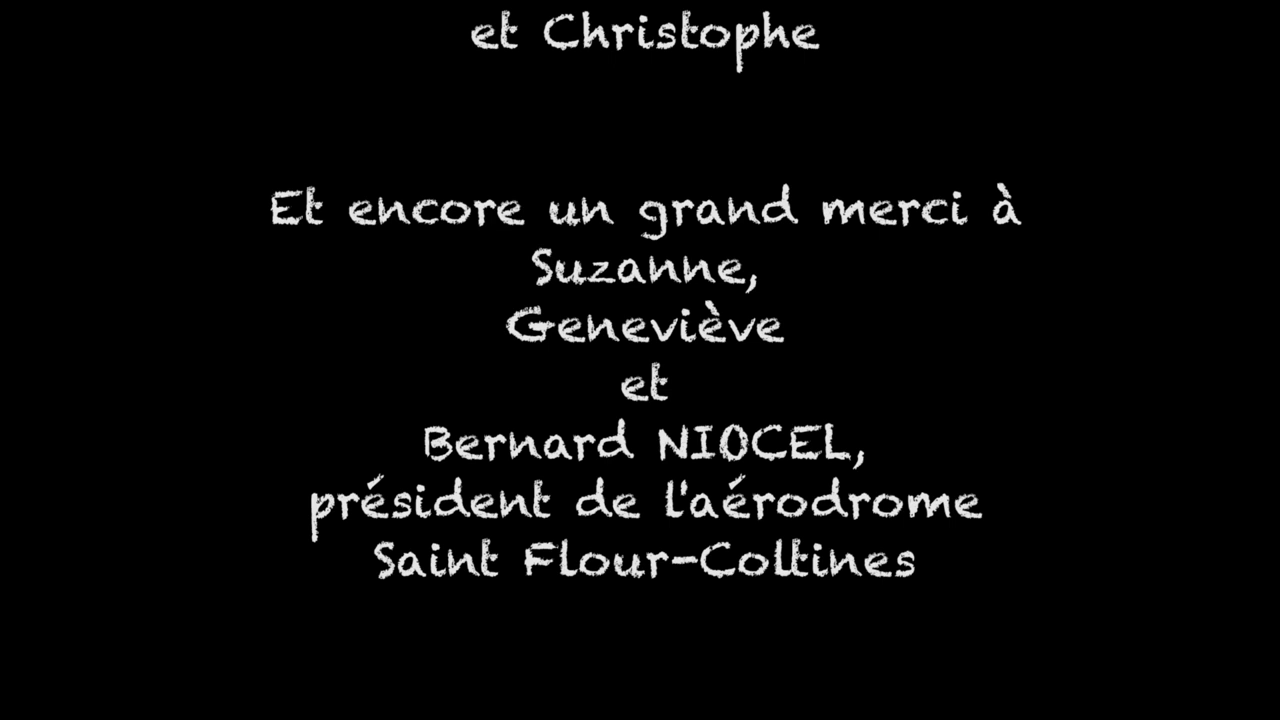 et Christophe
Et encore un grand merci à
Suzanne,
Geneviève
et
Bernard NIOCEL,
président de l'aérodrome
Saint Flour-Coltines